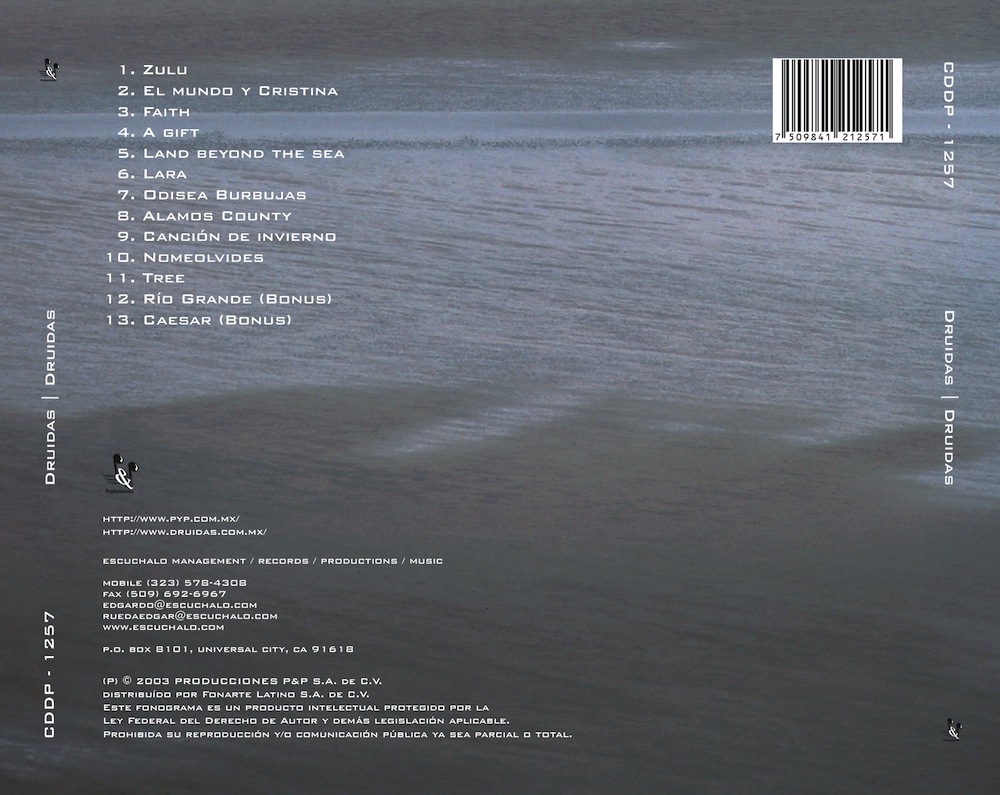 1. Zulu
2. El mundo y Cristina
3. Faith
4. A gift
5. Land beyond the sea
6. Lara
7. Odisea Burbujas
8. Alamos County
9. Canción de invierno
10. Nomeolvides
11. Tree
12. Río Grande (Bonus)
13. Caesar (Bonus)
7 509841 212571
CDDP - 1257
Druidas | Druidas
Druidas | Druidas
CDDP - 1257
&
Producciones
http://www.pyp.com.mx/
http://www.druidas.com.mx/
escuchalo management / records / productions / music
mobile (323) 578-4308
fax (509) 692-6967
edgardo@escuchalo.com
ruedaedgar@escuchalo.com
www.escuchalo.com
p.o. box 8101, universal city, ca 91618
(P) © 2003 PRODUCCIONES P&P S.A. de C.V.
distribuído por Fonarte Latino S.A. de C.V.
Este fonograma es un producto intelectual protegido por la
Ley Federal del Derecho de Autor y demás legislación aplicable.
Prohibida su reproducción y/o comunicación pública ya sea parcial o total.